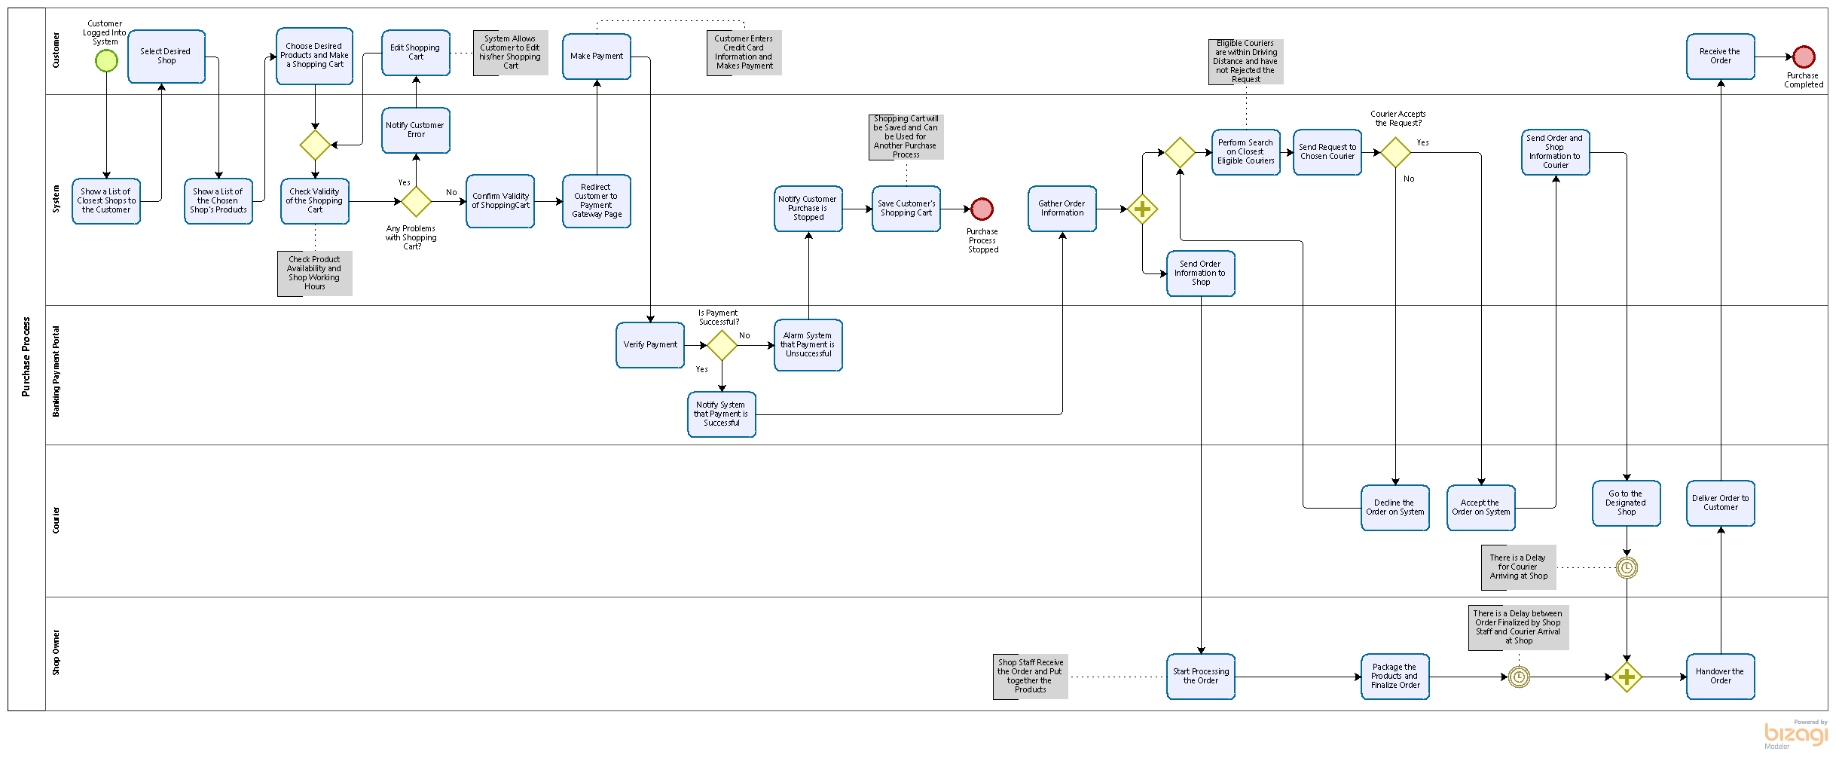 Purchase Process
Customer
System
Banking Payment Portal
Courier
Shop Owner
Customer
Logged Into
System
Select Desired
Shop
Choose Desired
Products and Make
a Shopping Cart
Edit Shopping
Cart
System Allows
Customer to Edit
his/her Shopping
Cart
Make Payment
Customer Enters
Credit Card
Information and
Makes Payment
Eligible Couriers
are within Driving
Distance and have
not Rejected the
Request
Receive the
Order
Purchase
Completed
Show a List of
Closest Shops to
the Customer
Show a List of
the Chosen
Shop's Products
Check Validity
of the Shopping
Cart
Check Product
Availability and
Shop Working
Hours
Notify Customer
Error
Yes
No
Any Problems
with Shopping
Cart?
Confirm Validity
of ShoppingCart
Redirect
Customer to
Payment
Gateway Page
Notify Customer
Purchase is
Stopped
Shopping Cart will
be Saved and Can
be Used for
Another Purchase
Process
Save Customer's
Shopping Cart
Purchase
Process
Stopped
Gather Order
Information
Send Order
Information to
Shop
Perform Search
on Closest
Eligible Couriers
Send Request to
Chosen Courier
Courier Accepts
the Request?
Yes
No
Send Order and
Shop
Information to
Courier
Verify Payment
Is Payment
Successful?
No
Yes
Alarm System
that Payment is
Unsuccessful
Notify System
that Payment is
Successful
Decline the
Order on System
Accept the
Order on System
Go to the
Designated
Shop
Deliver Order to
Customer
There is a Delay
for Courier
Arriving at Shop
There is a Delay between
Order Finalized by Shop
Staff and Courier Arrival
at Shop
Shop Staff Receive
the Order and Put
together the
Products
Start Processing
the Order
Package the
Products and
Finalize Order
Handover the
Order
Powered by
bizagi
Modeler